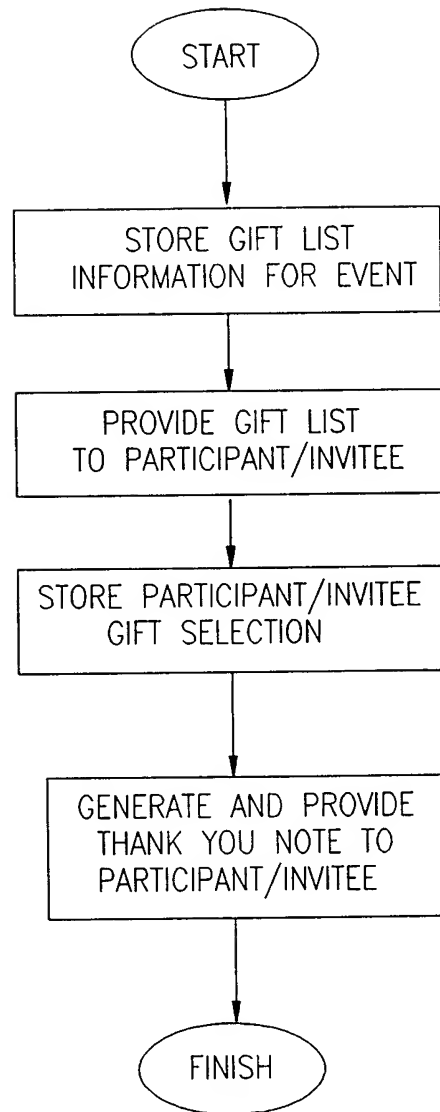 START
STORE GIFT LIST
INFORMATION FOR EVENT
PROVIDE GIFT LIST
TO PARTICIPANT/INVITEE
STORE PARTICIPANT/INVITEE
GIFT SELECTION
GENERATE AND PROVIDE
THANK YOU NOTE TO
PARTICIPANT/INVITEE
FINISH